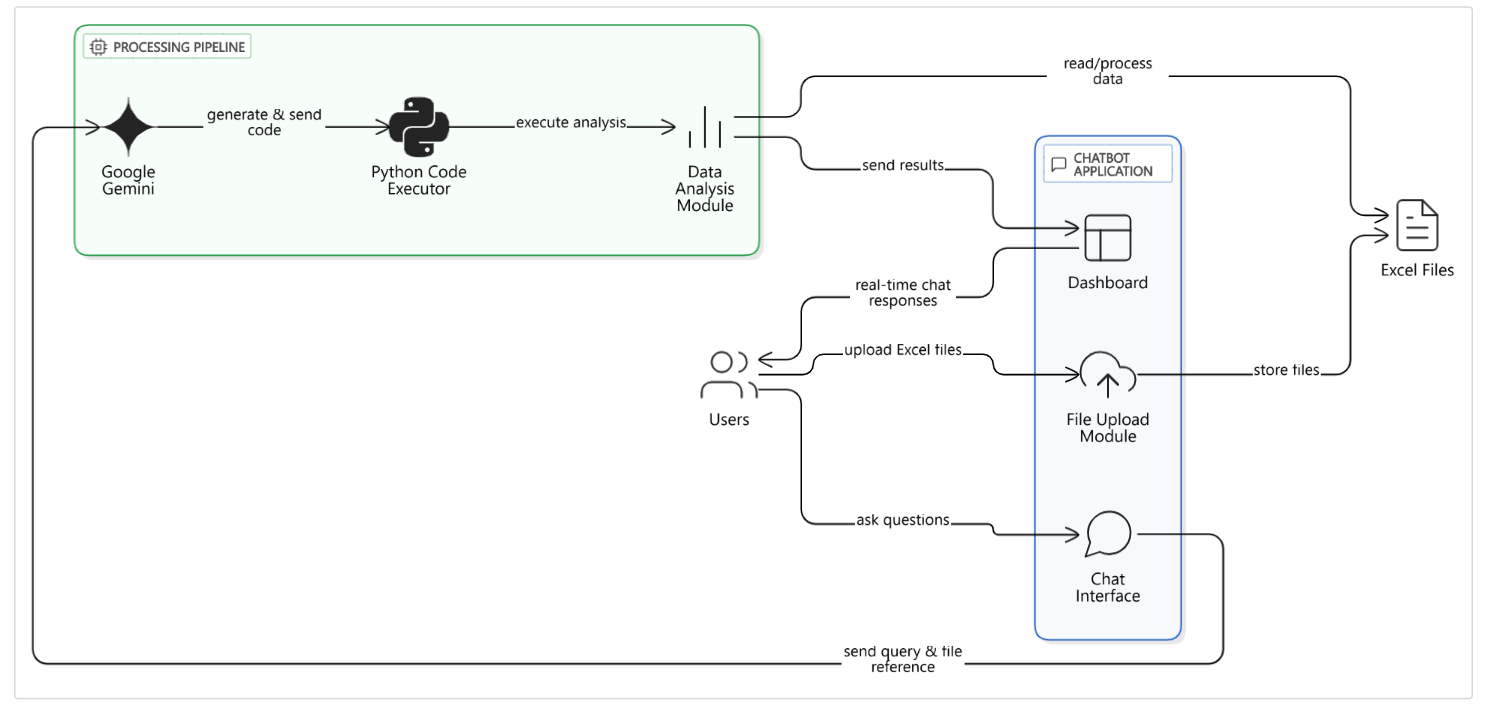 PROCESSING PIPELINE
generate & send
code
execute analysis
Google
Gemini
Python Code
Executor
Data
Analysis
Module
read/process
data
send results
CHATBOT
APPLICATION
Dashboard
Excel Files
real-time chat
responses
upload Excel files
store files
Users
File Upload
Module
ask questions
Chat
Interface
send query & file
reference